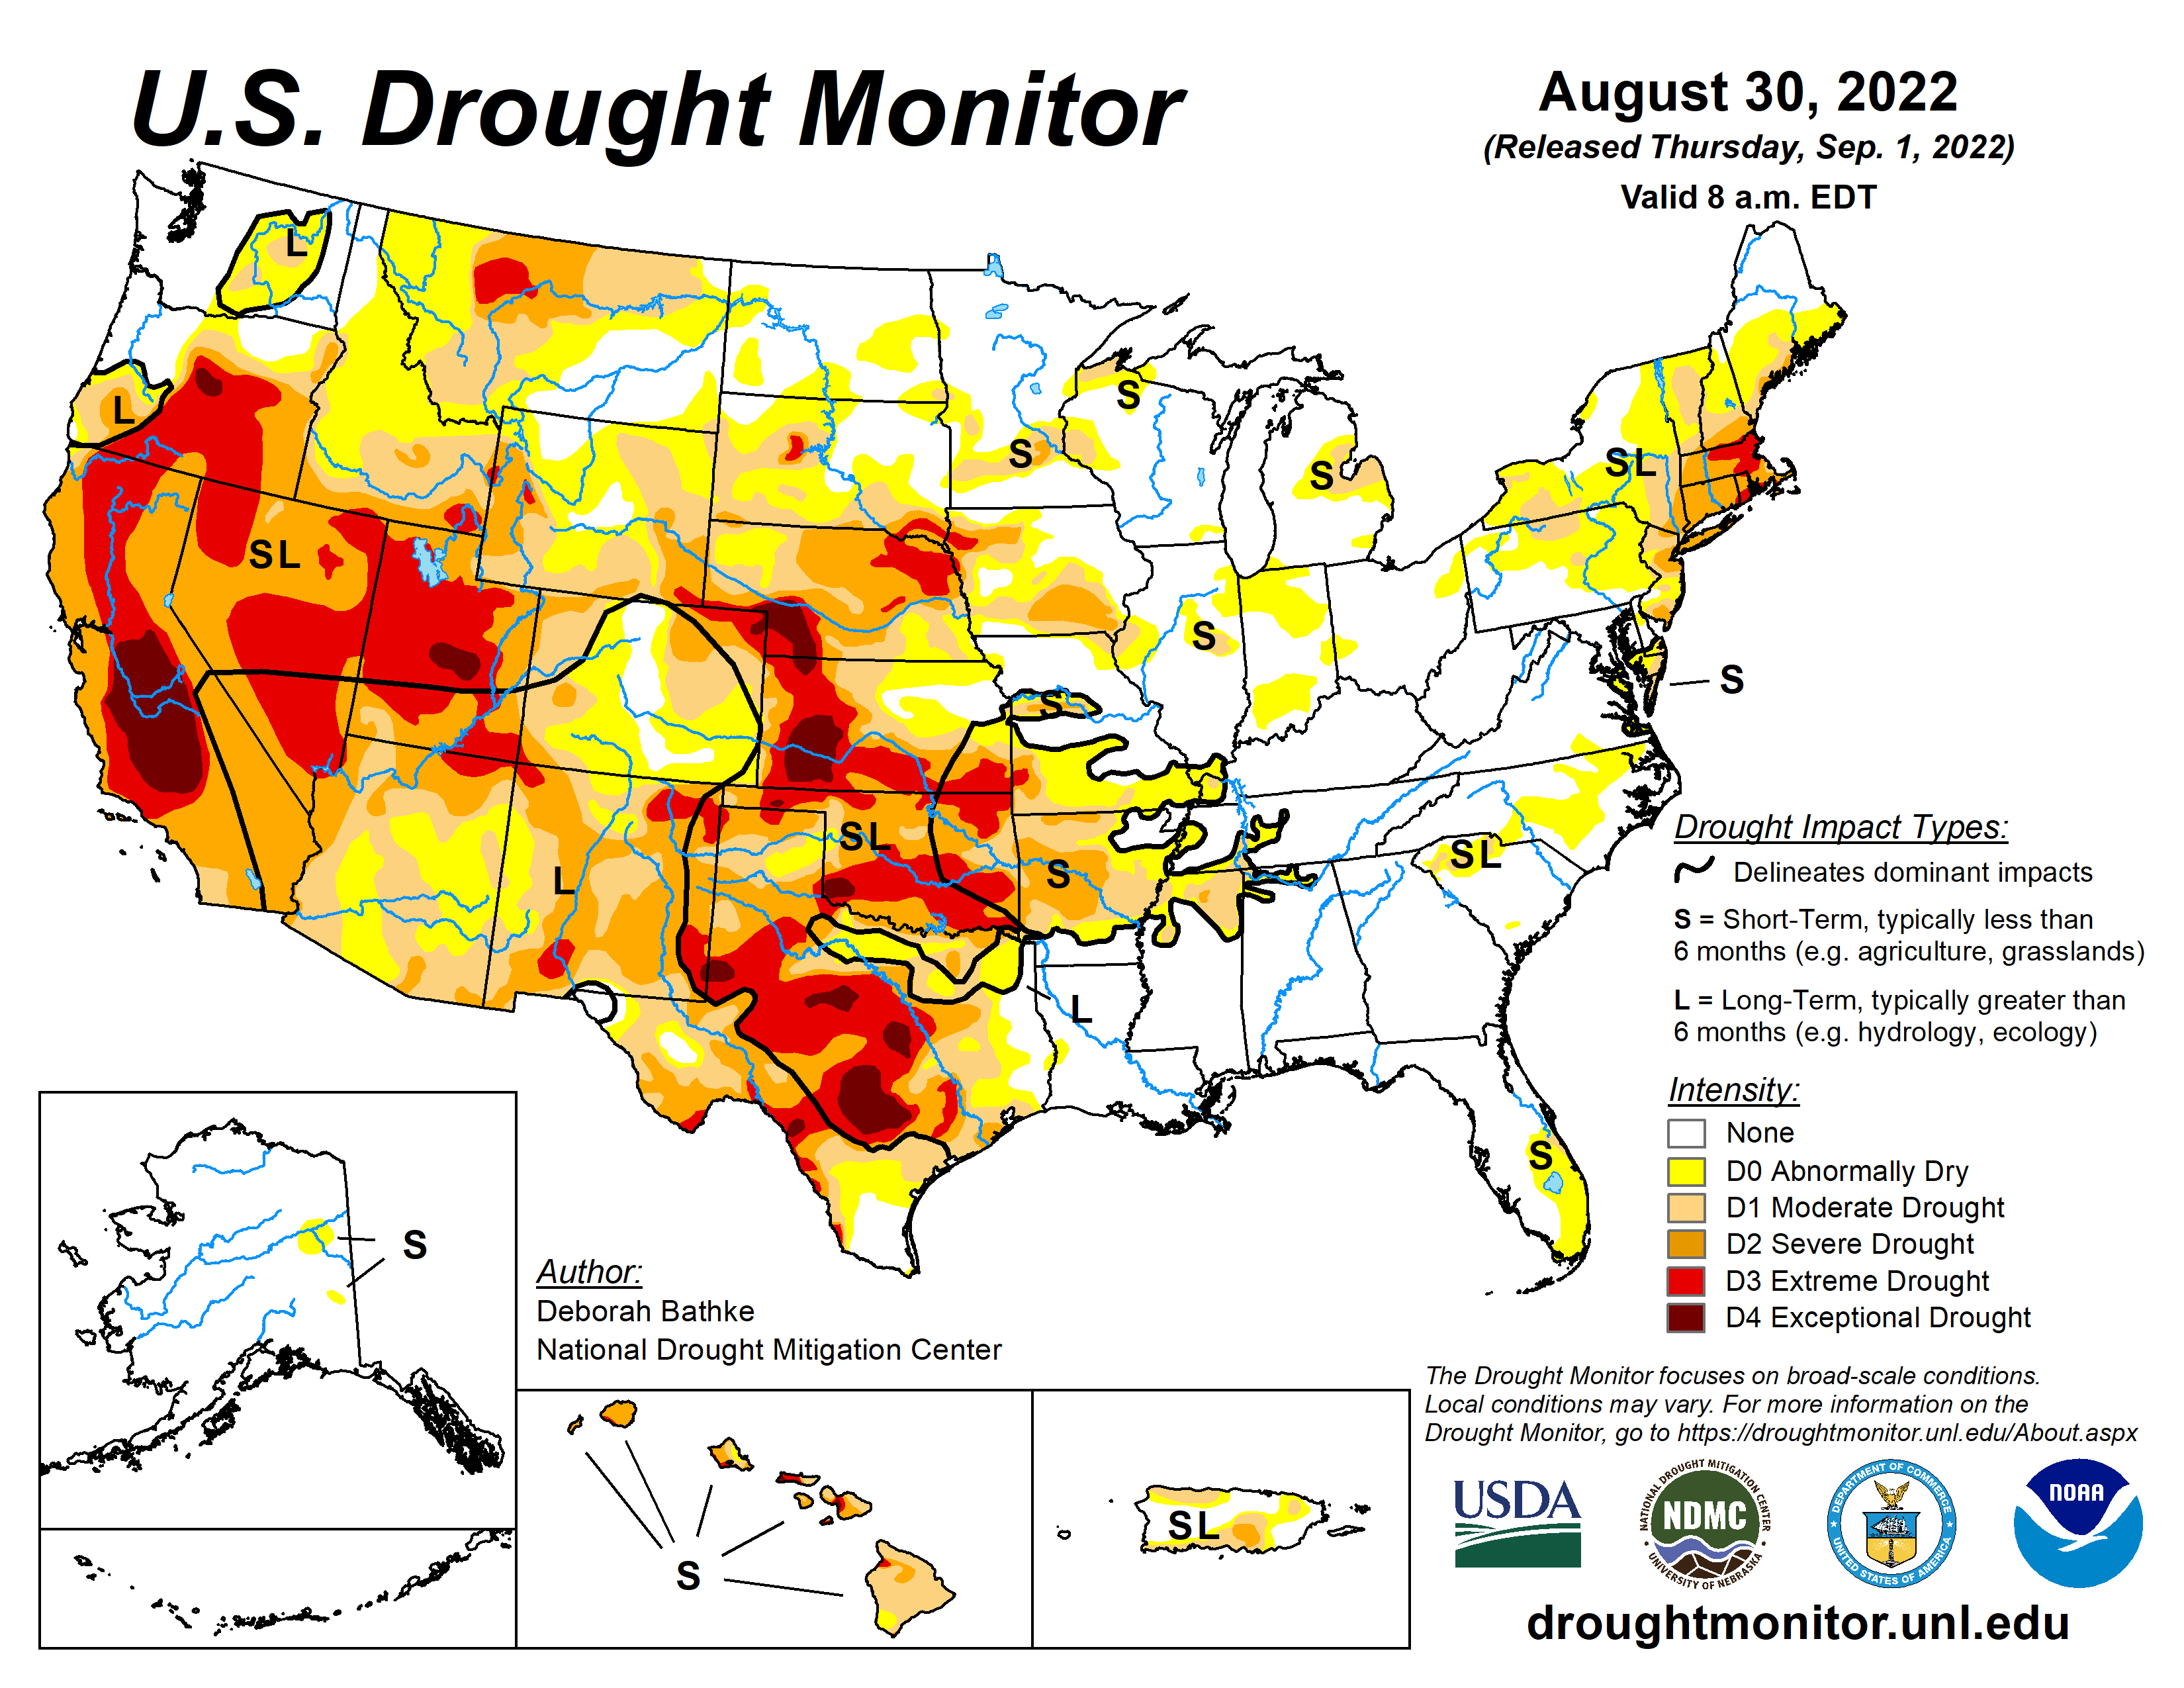 U.S. Drought Monitor
August 30, 2022
(Released Thursday, Sep. 1, 2022)
Valid 8 a.m. EDT
L
L
S
S
S
SL
SL
S
S
S
SL
L
S
SL
L
S
S
Drought Impact Types:
Delineates dominant impacts
S = Short-Term, typically less than
6 months (e.g. agriculture, grasslands)
L = Long-Term, typically greater than
6 months (e.g. hydrology, ecology)
Intensity:
None
D0 Abnormally Dry
D1 Moderate Drought
D2 Severe Drought
D3 Extreme Drought
D4 Exceptional Drought
Author:
Deborah Bathke
National Drought Mitigation Center
S
SL
The Drought Monitor focuses on broad-scale conditions.
Local conditions may vary. For more information on the
Drought Monitor, go to https://droughtmonitor.unl.edu/About.aspx
USDA
NATIONAL DROUGHT MITIGATION CENTER
NDMC
UNIVERSITY OF NEBRASKA
DEPARTMENT OF COMMERCE
UNITED STATES OF AMERICA
NOAA
droughtmonitor.unl.edu